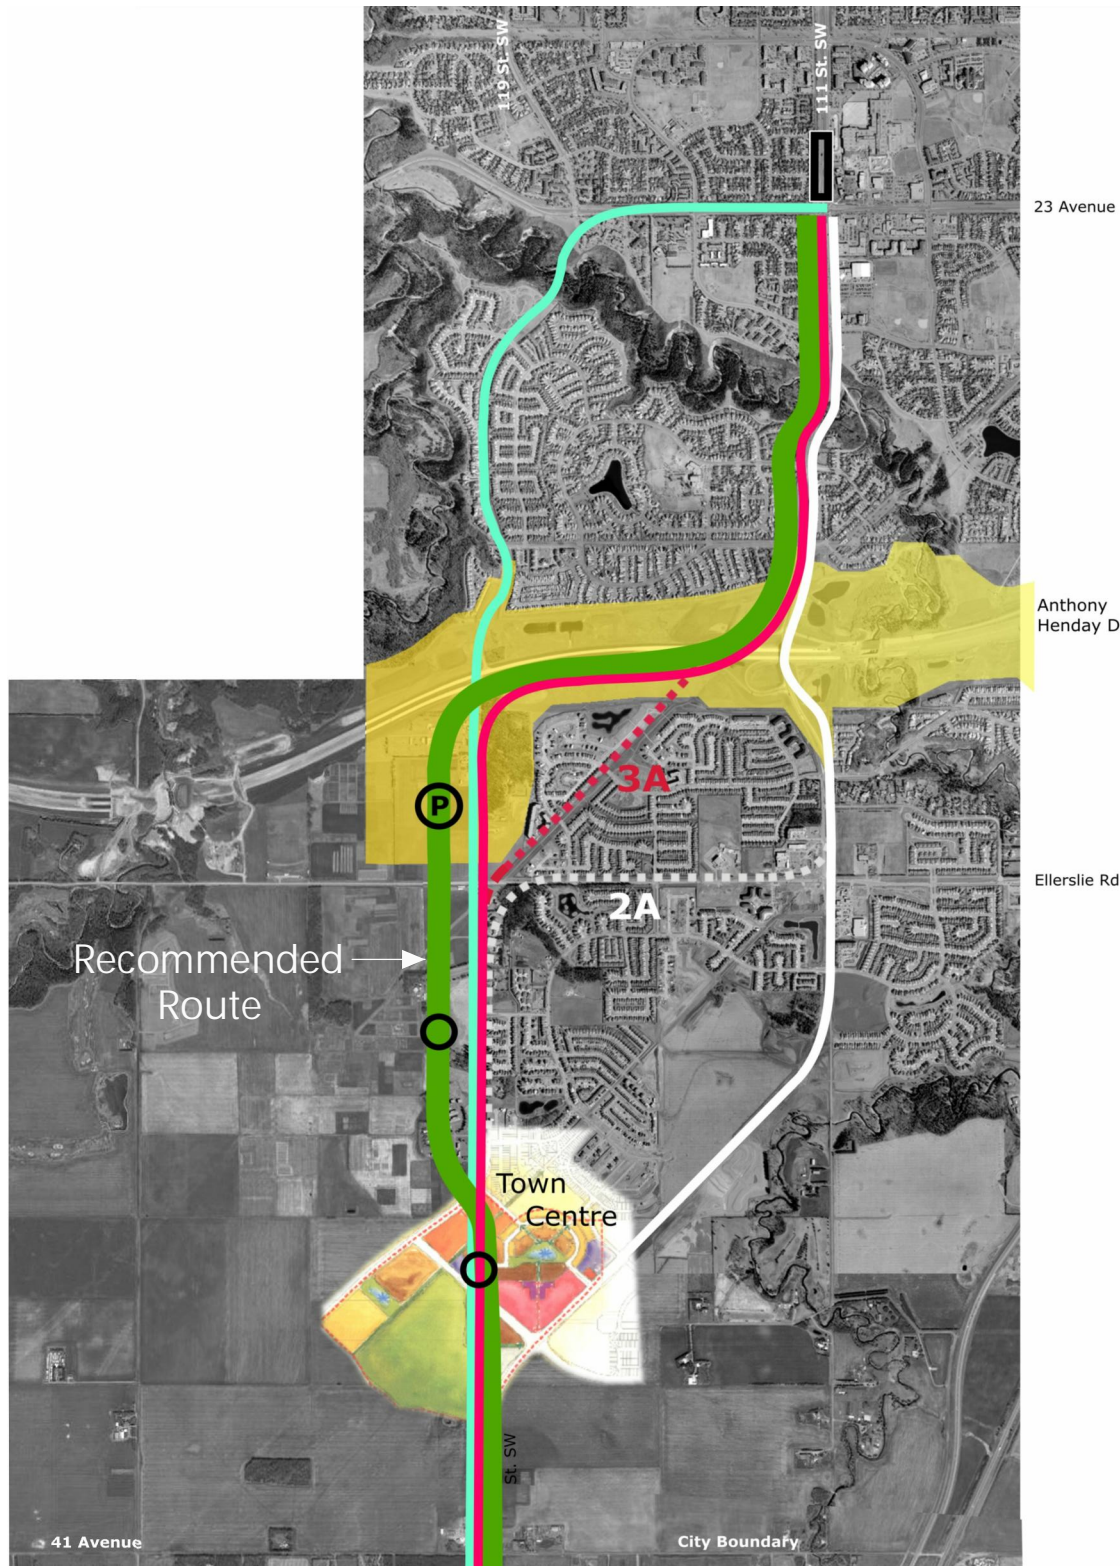 119 St. SW
111 St. SW
23 Avenue
Anthony
Henday D
3A
Ellerslie Rd
2A
P
Recommended
Route
Town
Centre
St. SW
41 Avenue
City Boundary